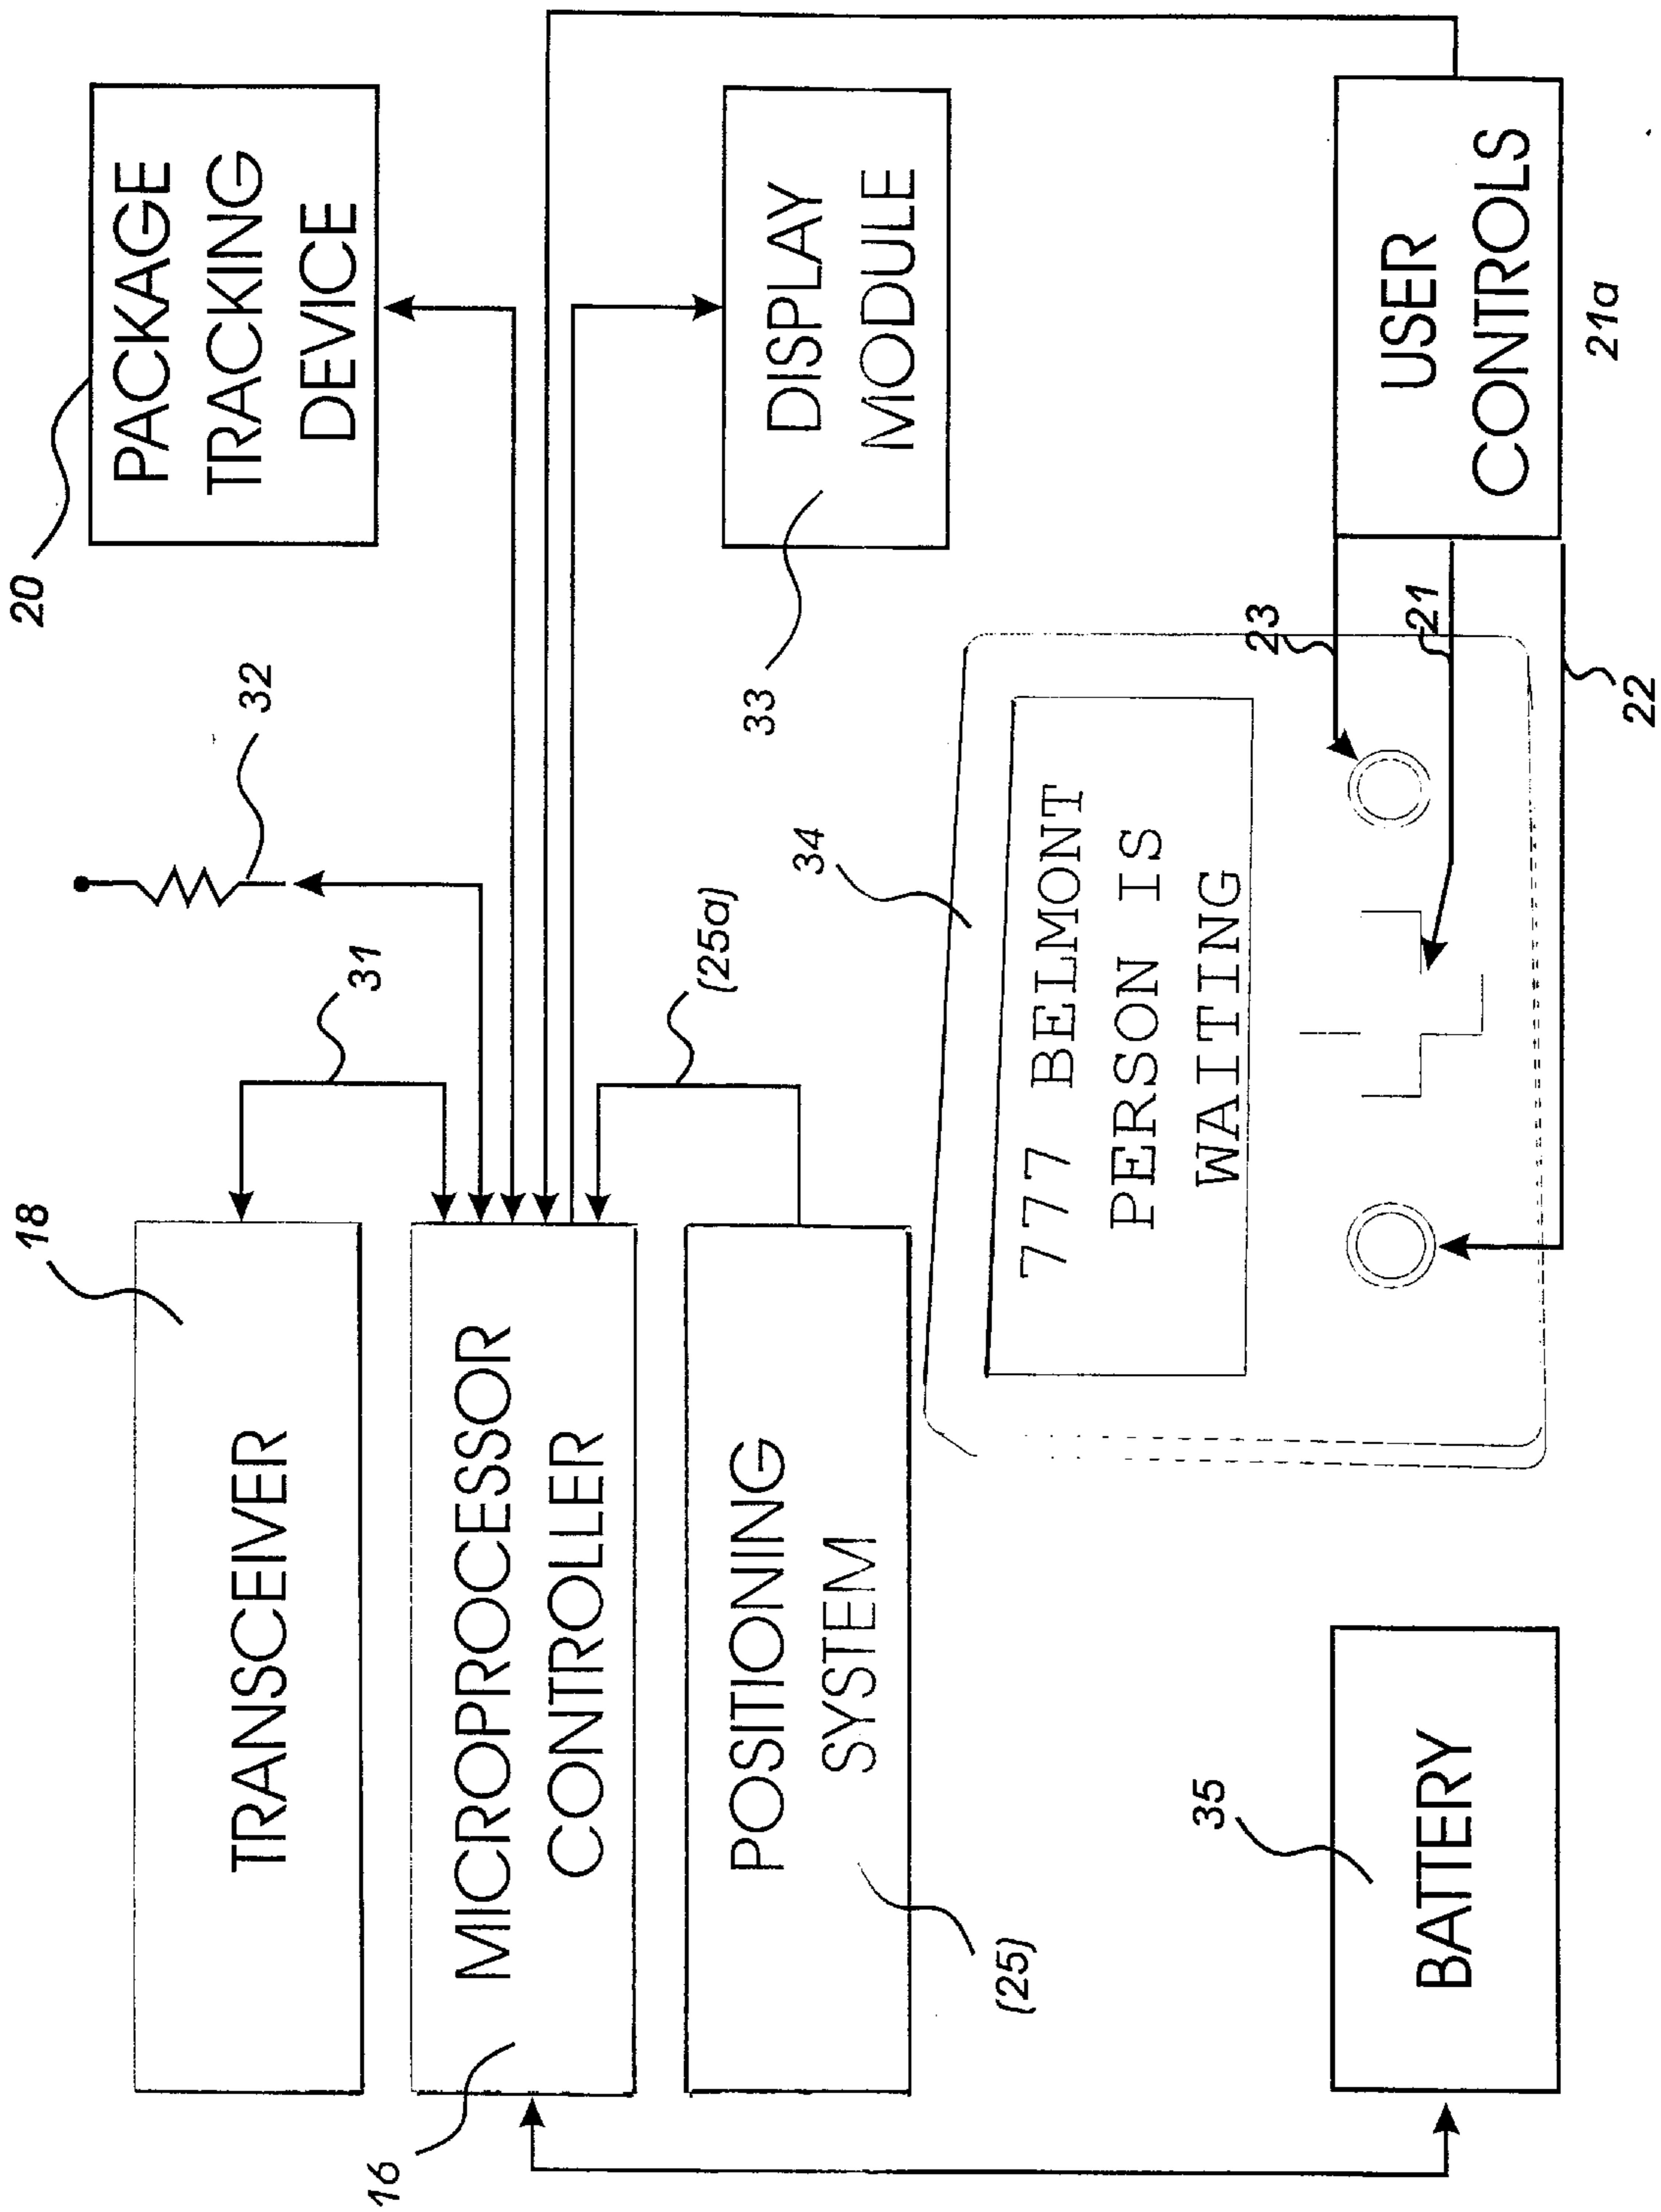 18
TRANSCEIVER
31
32
20
PACKAGE
TRACKING
DEVICE
16
MICROPROCESSOR
CONTROLLER
(25a)
POSITIONING
SYSTEM
(25)
33
DISPLAY
MODULE
34
777 BELMONT
PERSON IS
WAITING
23
21
22
35
BATTERY
USER
CONTROLS
21a